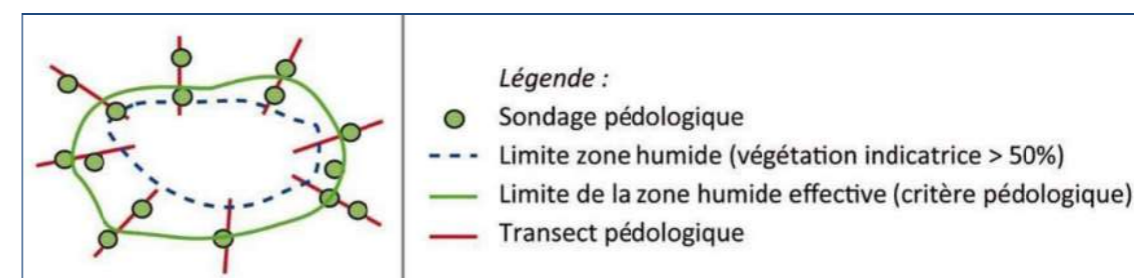 Légende :
Sondage pédologique
Limite zone humide (végétation indicatrice > 50%)
Limite de la zone humide effective (critère pédologique)
Transect pédologique